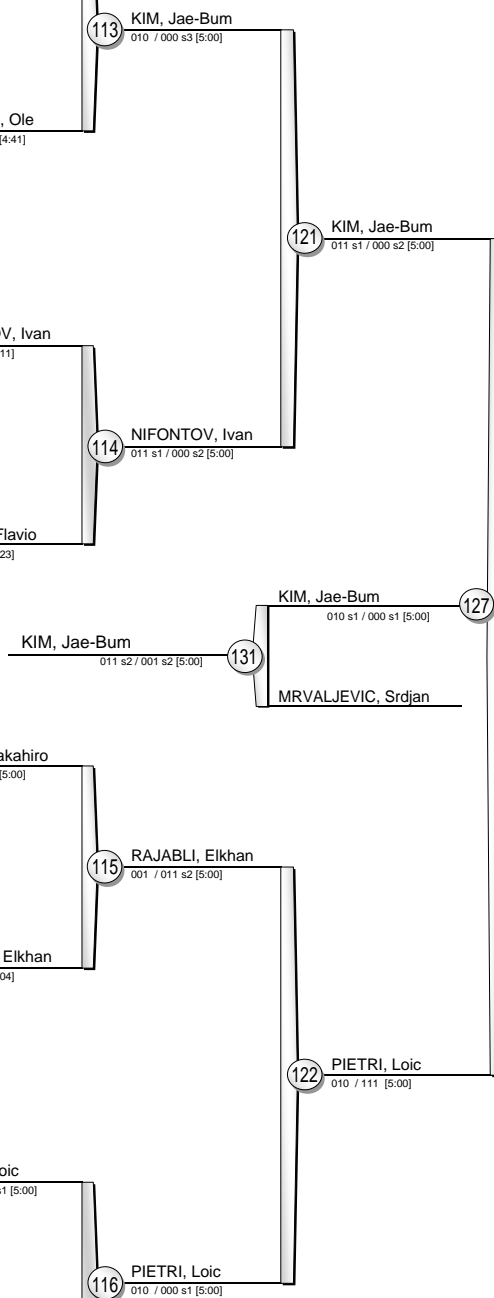 113
KIM, Jae-Bum
010 / 000 s3 [5:00]
, Ole
[4:41]
121
KIM, Jae-Bum
011 s1 / 000 s2 [5:00]
V, Ivan
11]
114
NIFONTOV, Ivan
011 s1 / 000 s2 [5:00]
Flavio
23]
KIM, Jae-Bum
010 s1 / 000 s1 [5:00]
127
KIM, Jae-Bum
011 s2 / 001 s2 [5:00]
131
MRVALJEVIC, Srdjan
akahiro
[5:00]
115
RAJABLI, Elkhan
001 / 011 s2 [5:00]
Elkhan
04]
122
PIETRI, Loic
010 / 111 [5:00]
oic
s1 [5:00]
116
PIETRI, Loic
010 / 000 s1 [5:00]